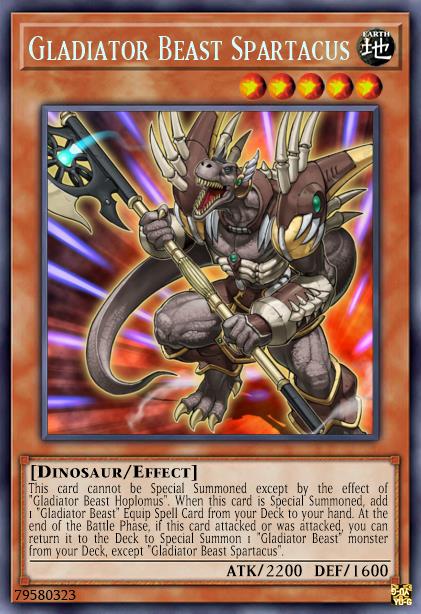 GLADIATOR BEAST SPARTACUS
EARTH
地
[DINOSAUR/EFFECT]
This card cannot be Special Summoned except by the effect of
"Gladiator Beast Hoplomus". When this card is Special Summoned, add
1 "Gladiator Beast" Equip Spell Card from your Deck to your hand. At
the end of the Battle Phase, if this card attacked or was attacked, you can
return it to the Deck to Special Summon 1 "Gladiator Beast" monster
from your Deck, except "Gladiator Beast Spartacus".
ATK/2200 DEF/1600
79580323